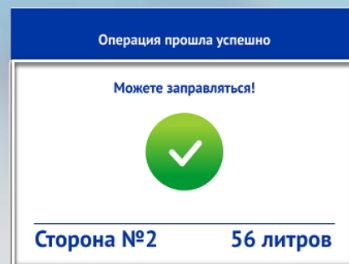 Операция прошла успешно
Можете заправляться!
Сторона №2 56 литров